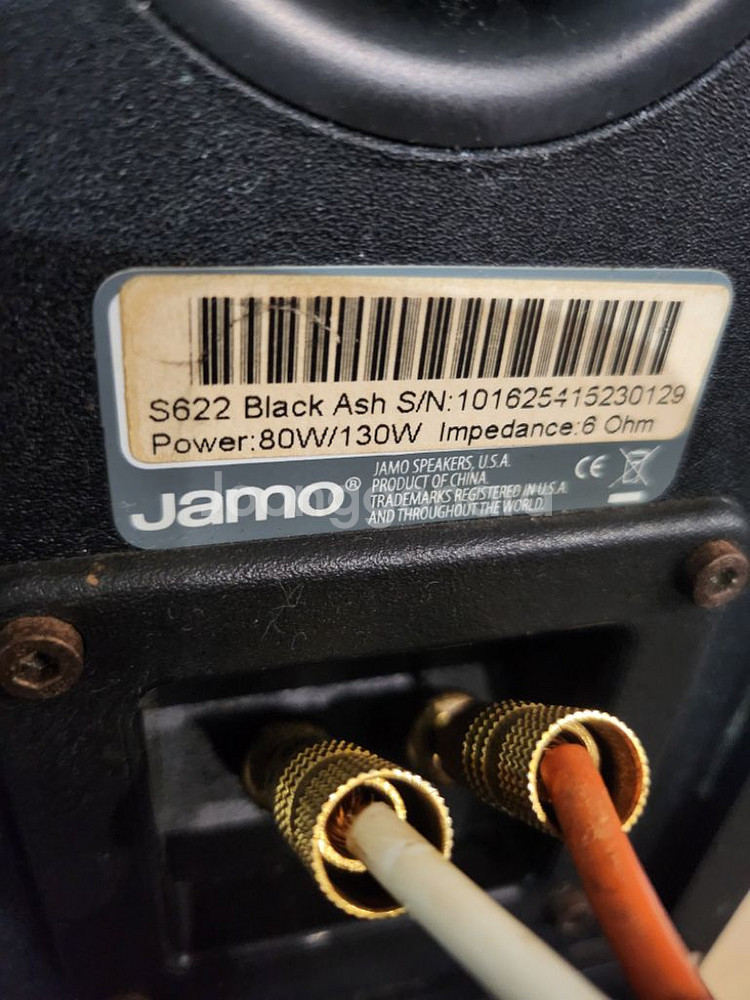 S622 Black Ash S/N:101625415230129
Power:80W/130W Impedance:6 Ohm
Jamo®
JAMO SPEAKERS, U.S.A.
PRODUCT OF CHINA.
TRADEMARKS REGISTERED IN U.S.A.
AND THROUGHOUT THE WORLD.
CE